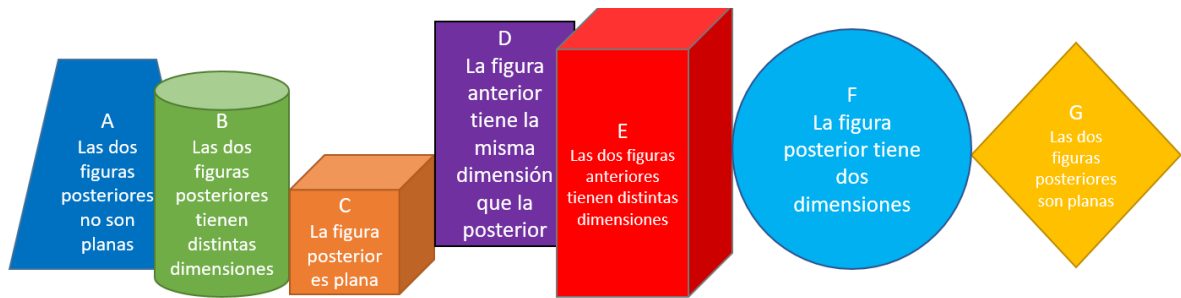 A
Las dos
figuras
posteriores
no son
planas
B
Las dos
figuras
posteriores
tienen
distintas
dimensiones
C
La figura
posterior
es plana
D
La figura
anterior
tiene la
misma
dimensión
que la
posterior
E
Las dos figuras
anteriores
tienen distintas
dimensiones
F
La figura
posterior tiene
dos
dimensiones
G
Las dos
figuras
posteriores
son planas